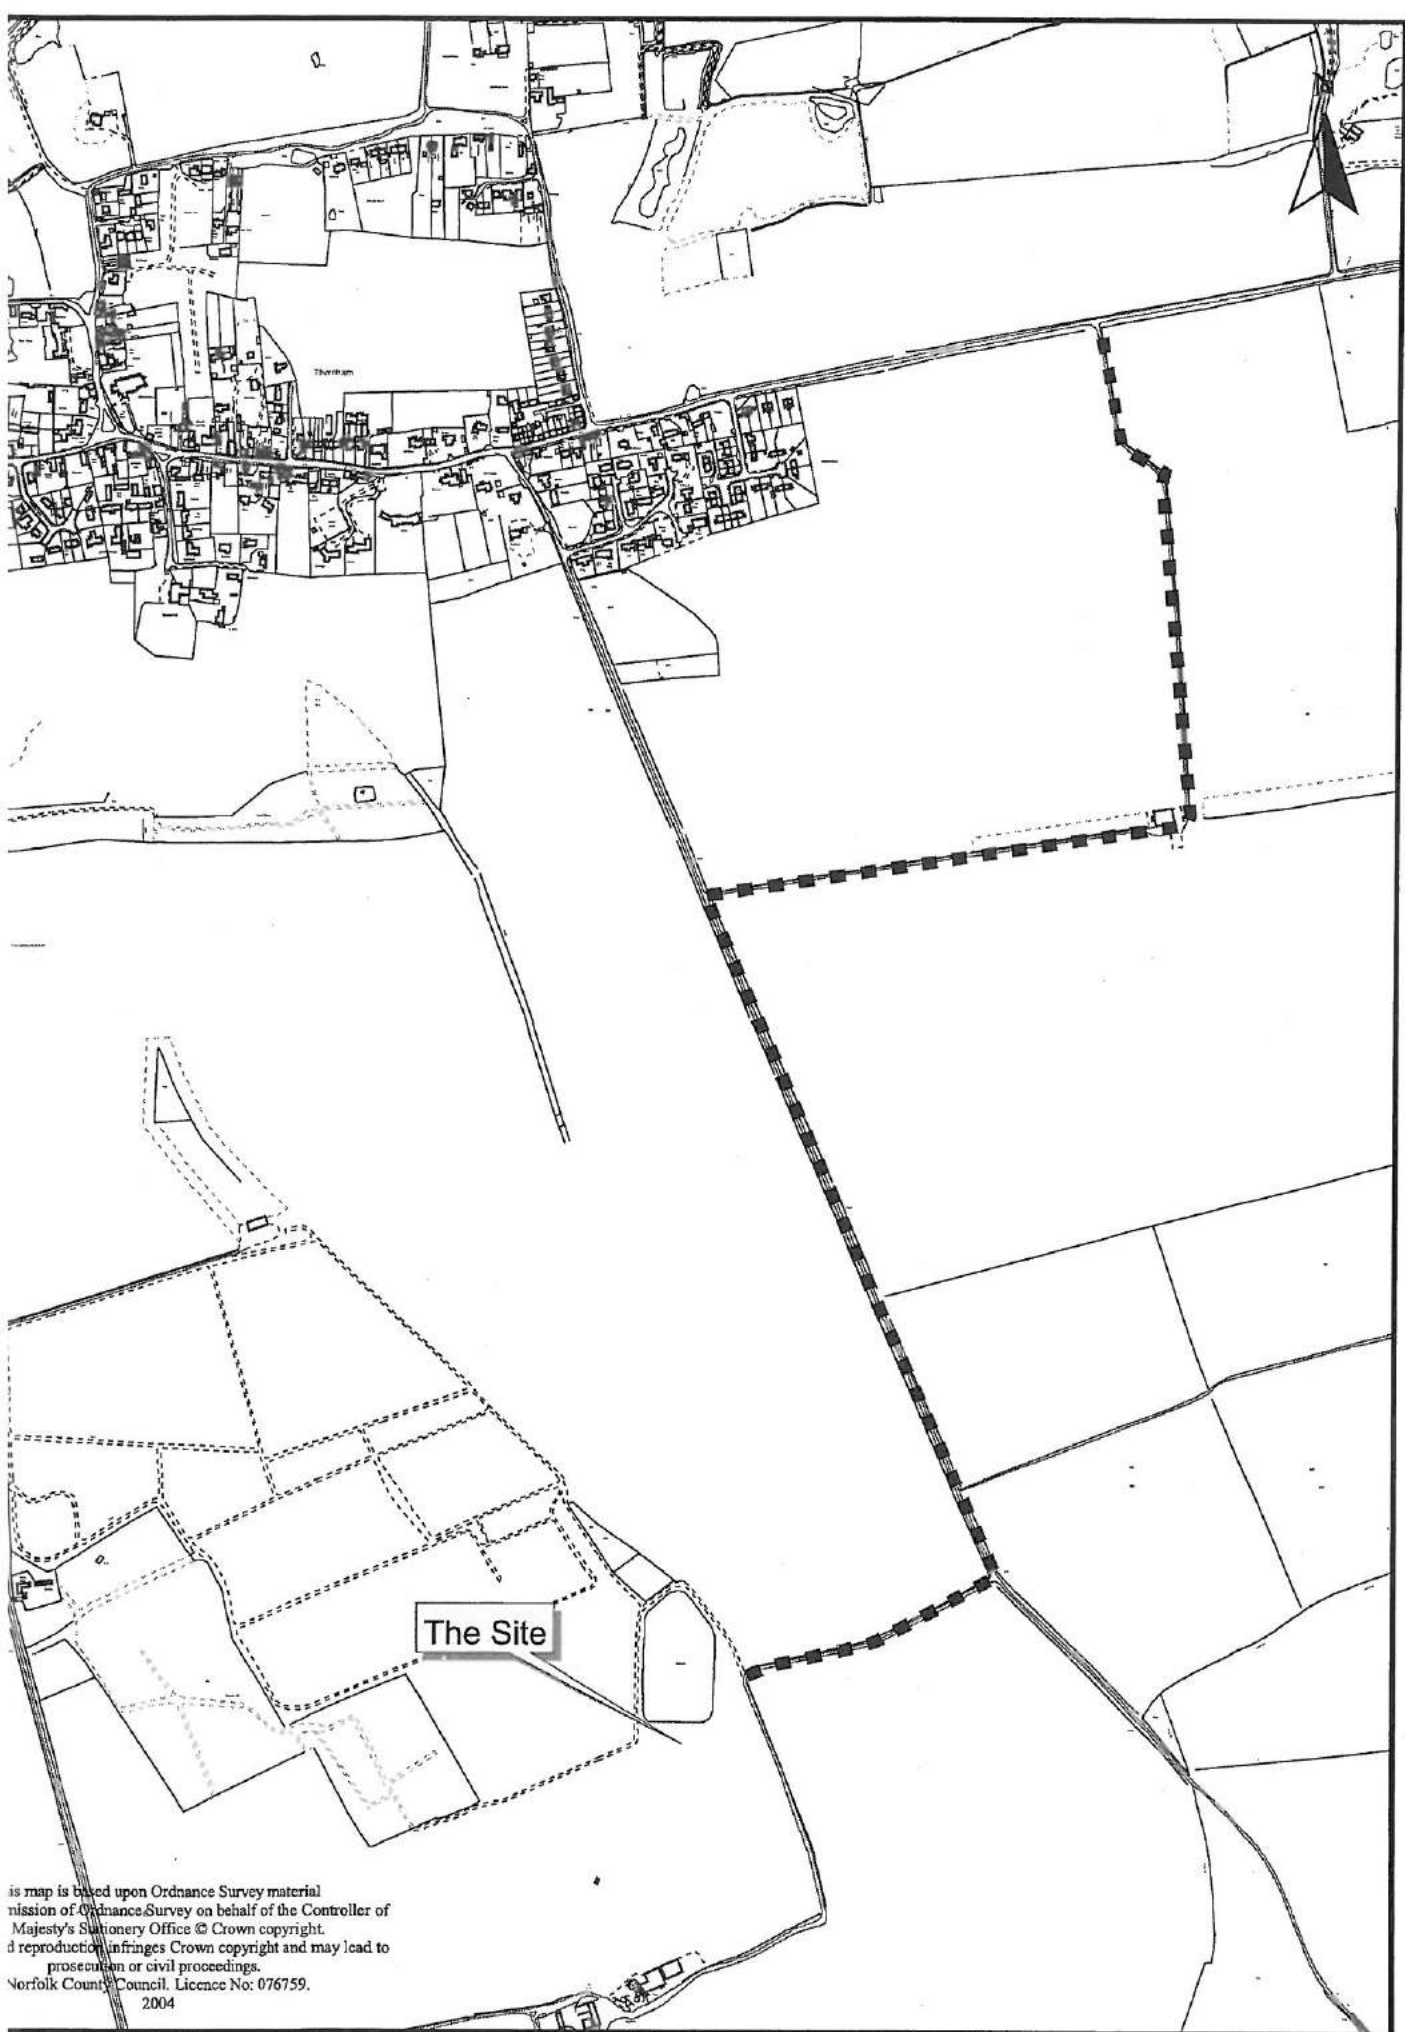 Thornham
The Site
is map is based upon Ordnance Survey material
mission of Ordnance Survey on behalf of the Controller of
Majesty's Stationery Office © Crown copyright.
d reproduction infringes Crown copyright and may lead to
prosecution or civil proceedings.
Norfolk County Council. Licence No: 076759.
2004